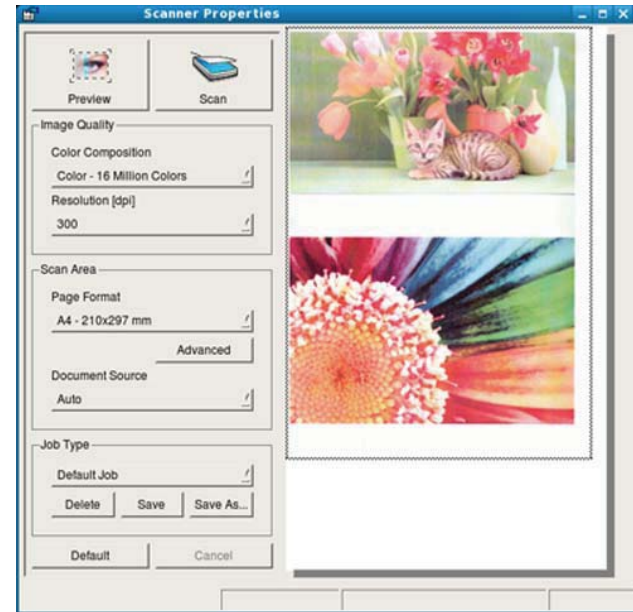 Scanner Properties
Preview Scan
Image Quality
Color Composition
Color - 16 Million Colors
Resolution [dpi]
300
Scan Area
Page Format
A4 - 210x297 mm
Advanced
Document Source
Auto
Job Type
Default Job
Delete Save Save As...
Default Cancel